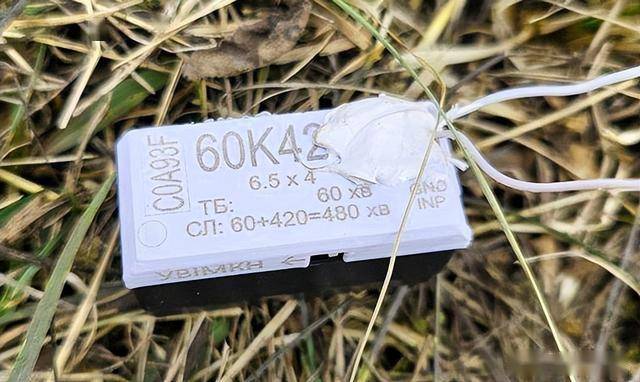 C0A93F
60K42
6.5 x 4
ТБ: 60 хв
СЛ: 60+420=480 хв
GND
INP
УВІМКН ←